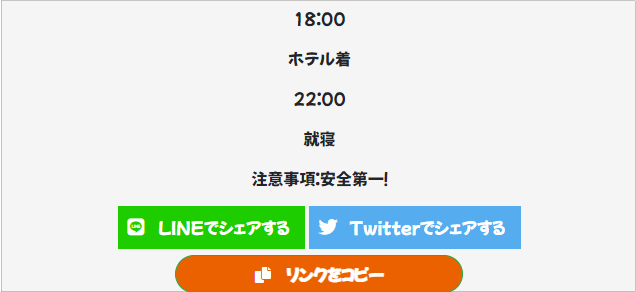 18:00
ホテル着
22:00
就寝
注意事項:安全第一!
LINEでシェアする
Twitterでシェアする
リンクをコピー